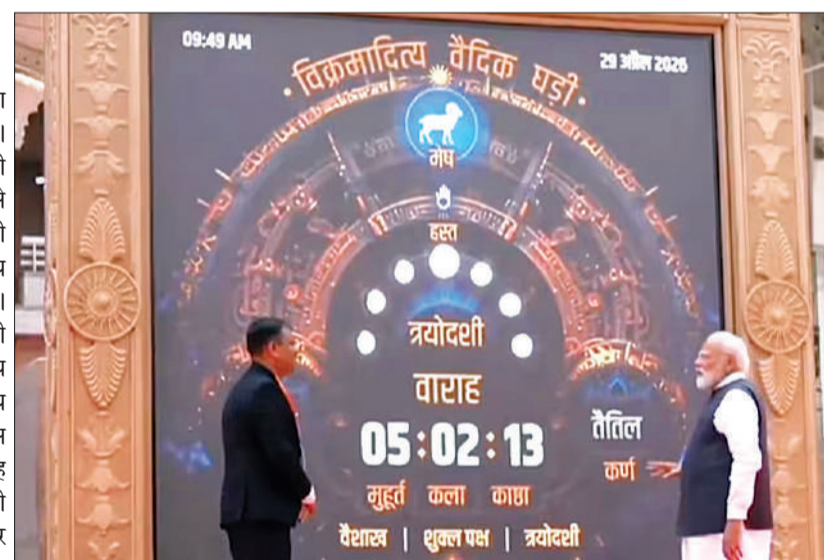 09:49 AM
29 अप्रैल 2026
· विक्रमादित्य वैदिक घड़ी ·
मेष
हस्त
त्रयोदशी
वाराह
05:02:13
मुहूर्त कला काष्ठा
तैतिल
कर्ण
वैशाख | शुक्ल पक्ष | त्रयोदशी